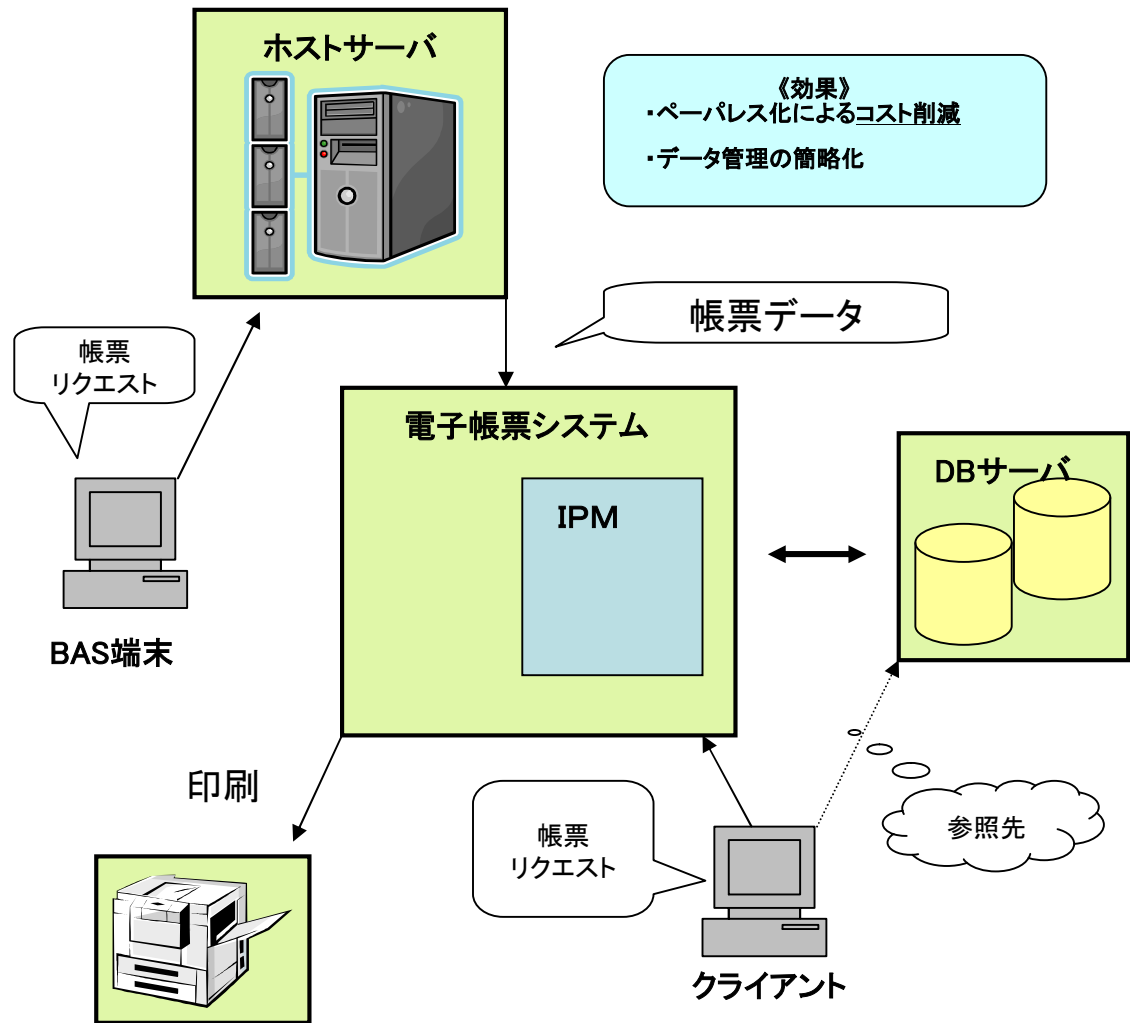 ホストサーバ
《効果》
・ペーパレス化によるコスト削減
・データ管理の簡略化
帳票データ
帳票
リクエスト
電子帳票システム
DBサーバ
IPM
BAS端末
印刷
帳票
リクエスト
参照先
クライアント